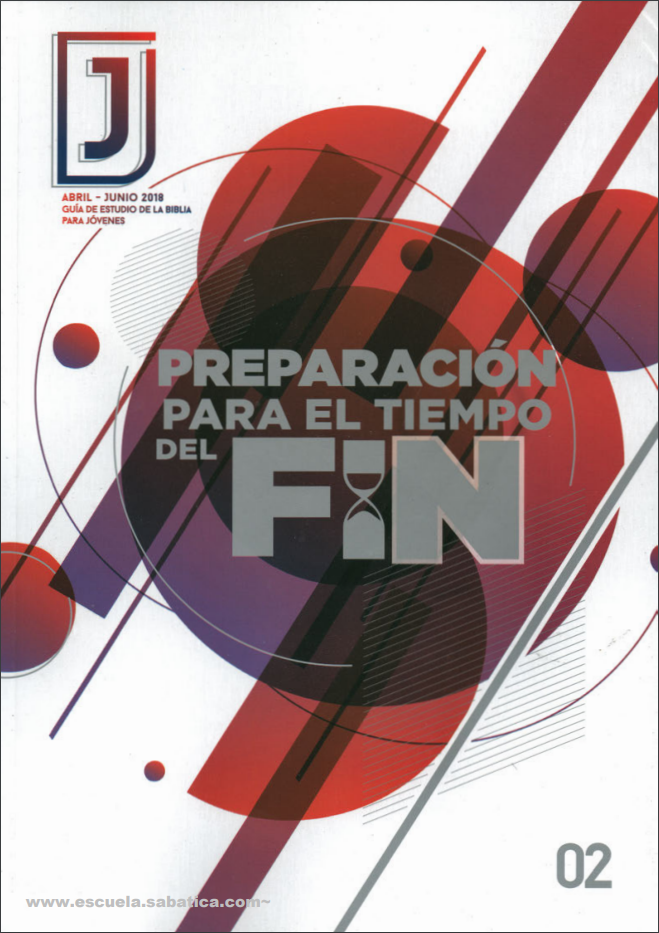 J
ABRIL - JUNIO 2018
GUÍA DE ESTUDIO DE LA BIBLIA
PARA JÓVENES
PREPARACIÓN
PARA EL TIEMPO
DEL FiN
02
www.escuela.sabatica.com~